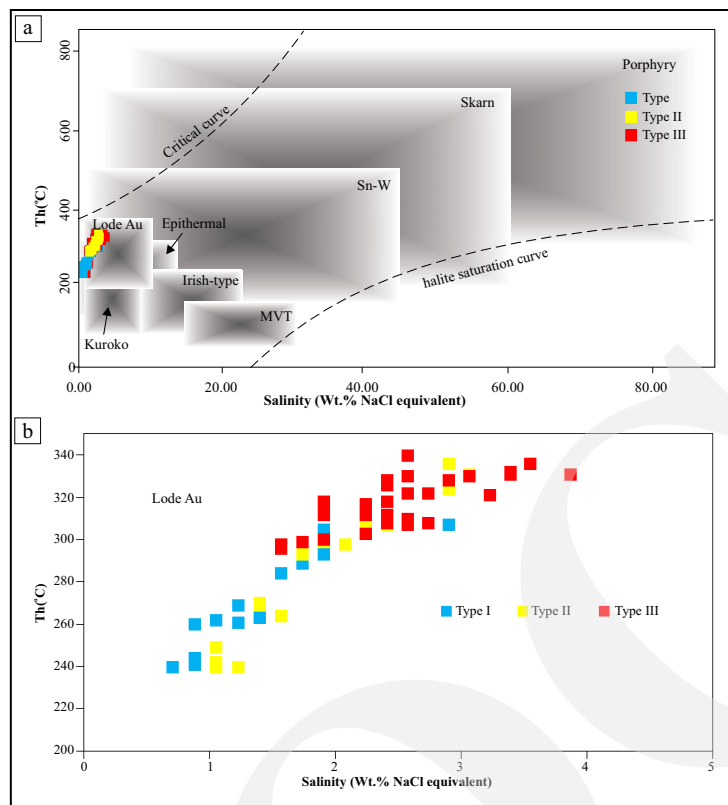 a
800
600
400
200
0
Th(°C)
Critical curve
Porphyry
Skarn
Type
Type II
Type III
Sn-W
Lode Au
Epithermal
Irish-type
halite saturation curve
MVT
Kuroko
0.00 20.00 40.00 60.00 80.00
Salinity (Wt.% NaCl equivalent)
b
340
320
300
280
260
240
220
200
Th(°C)
Lode Au
Type I Type II Type III
0 1 2 3 4 5
Salinity (Wt.% NaCl equivalent)